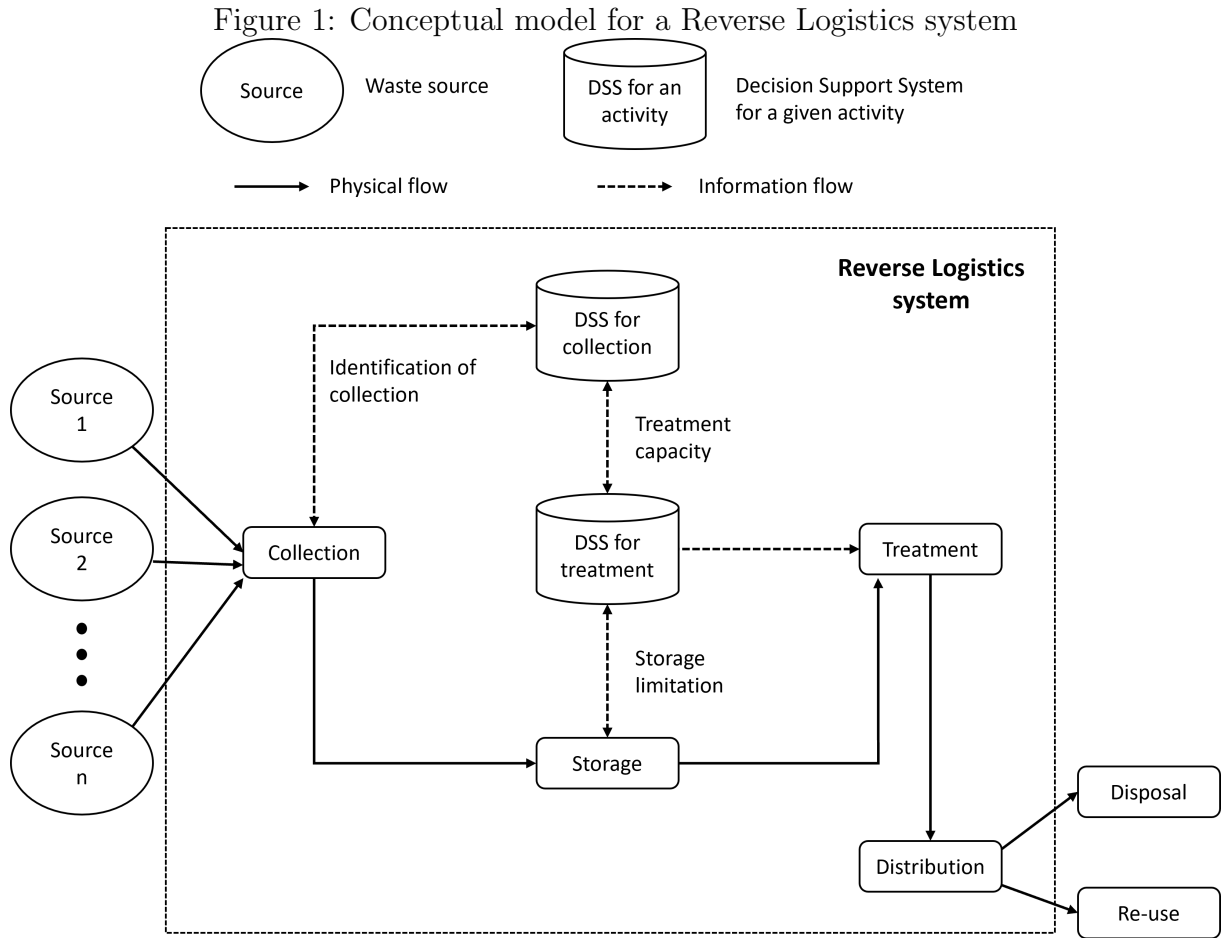 Figure 1: Conceptual model for a Reverse Logistics system
Source
Waste source
DSS for an
activity
Decision Support System
for a given activity
Physical flow
Information flow
Reverse Logistics
system
DSS for
collection
Identification of
collection
Source
1
Treatment
capacity
Source
2
Collection
DSS for
treatment
Treatment
Storage
limitation
Source
n
Storage
Disposal
Distribution
Re-use